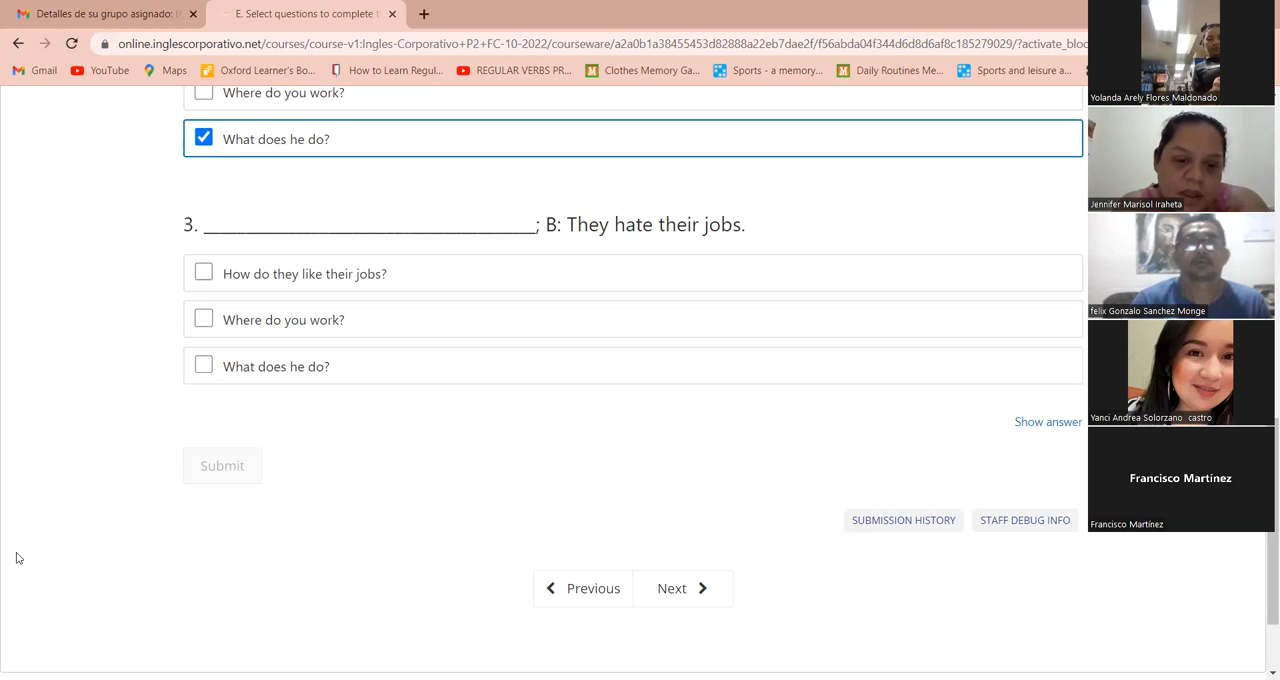 Detalles de su grupo asignado: I
E. Select questions to complete t
online.inglescorporativo.net/courses/course-v1:Ingles-Corporativo+P2+FC-10-2022/courseware/a2a0b1a38455453d82888a22eb7dae2f/f56abda04f344d6d8d6af8c185279029/?activate_bloc
Gmail
YouTube
Maps
Oxford Learner's Bo...
How to Learn Regul...
REGULAR VERBS PR...
Clothes Memory Ga...
Sports - a memory...
Daily Routines Me...
Sports and leisure a...
Yolanda Arely Flores Maldonado
Where do you work?
What does he do?
Jennifer Marisol Iraheta
3. ______________________________; B: They hate their jobs.
How do they like their jobs?
felix Gonzalo Sanchez Monge
Where do you work?
What does he do?
Yanci Andrea Solorzano castro
Show answer
Submit
Francisco Martínez
SUBMISSION HISTORY
STAFF DEBUG INFO
Francisco Martínez
Previous
Next